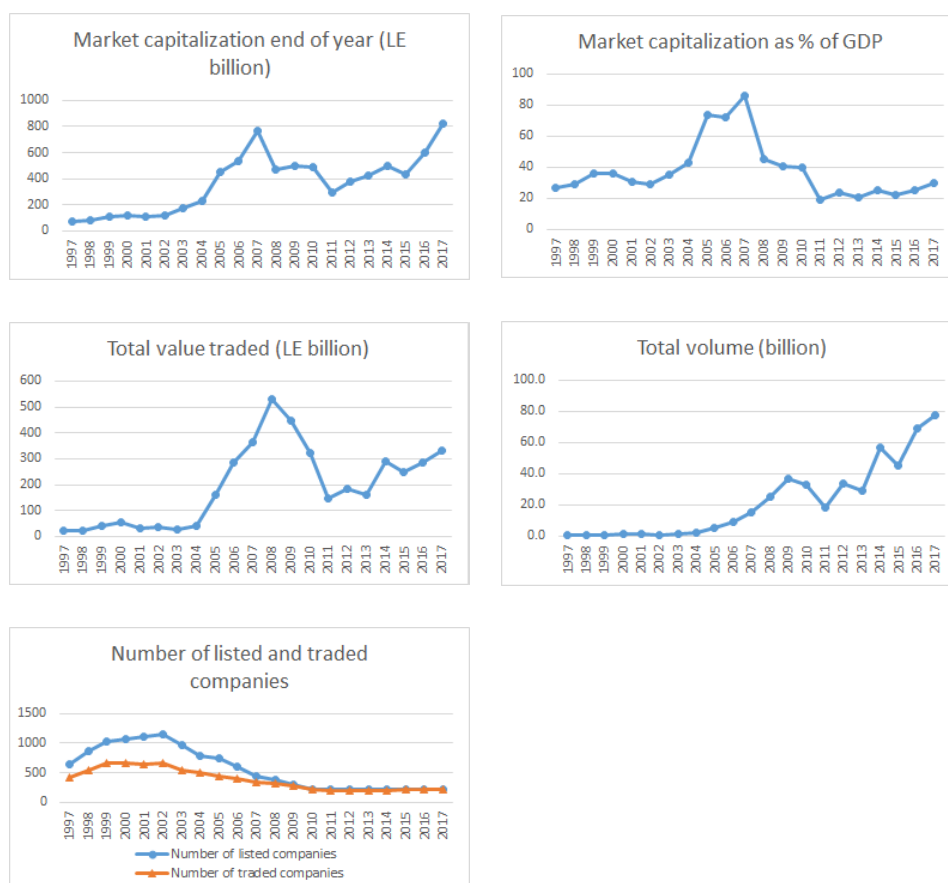 Market capitalization end of year (LE
billion)
1000
800
600
400
200
0
1997 1998 1999 2000 2001 2002 2003 2004 2005 2006 2007 2008 2009 2010 2011 2012 2013 2014 2015 2016 2017
Market capitalization as % of GDP
100
80
60
40
20
0
1997 1998 1999 2000 2001 2002 2003 2004 2005 2006 2007 2008 2009 2010 2011 2012 2013 2014 2015 2016 2017
Total value traded (LE billion)
600
500
400
300
200
100
0
1997 1998 1999 2000 2001 2002 2003 2004 2005 2006 2007 2008 2009 2010 2011 2012 2013 2014 2015 2016 2017
Total volume (billion)
100.0
80.0
60.0
40.0
20.0
0.0
1997 1998 1999 2000 2001 2002 2003 2004 2005 2006 2007 2008 2009 2010 2011 2012 2013 2014 2015 2016 2017
Number of listed and traded
companies
1500
1000
500
0
1997 1998 1999 2000 2001 2002 2003 2004 2005 2006 2007 2008 2009 2010 2011 2012 2013 2014 2015 2016 2017
Number of listed companies
Number of traded companies